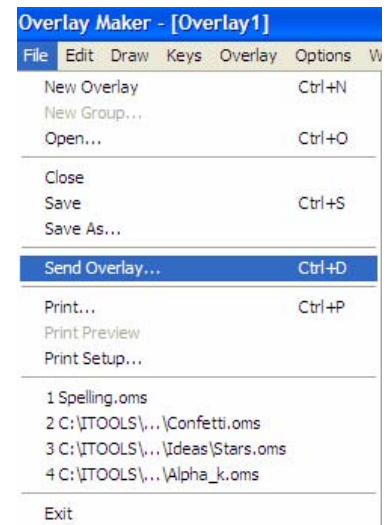 Overlay Maker - [Overlay1]
File Edit Draw Keys Overlay Options W
New Overlay Ctrl+N
New Group...
Open... Ctrl+O
Close
Save Ctrl+S
Save As...
Send Overlay... Ctrl+D
Print... Ctrl+P
Print Preview
Print Setup...
1 Spelling.oms
2 C:\ITOOLS\...\Confetti.oms
3 C:\ITOOLS\...\Ideas\Stars.oms
4 C:\ITOOLS\...\Alpha_k.oms
Exit